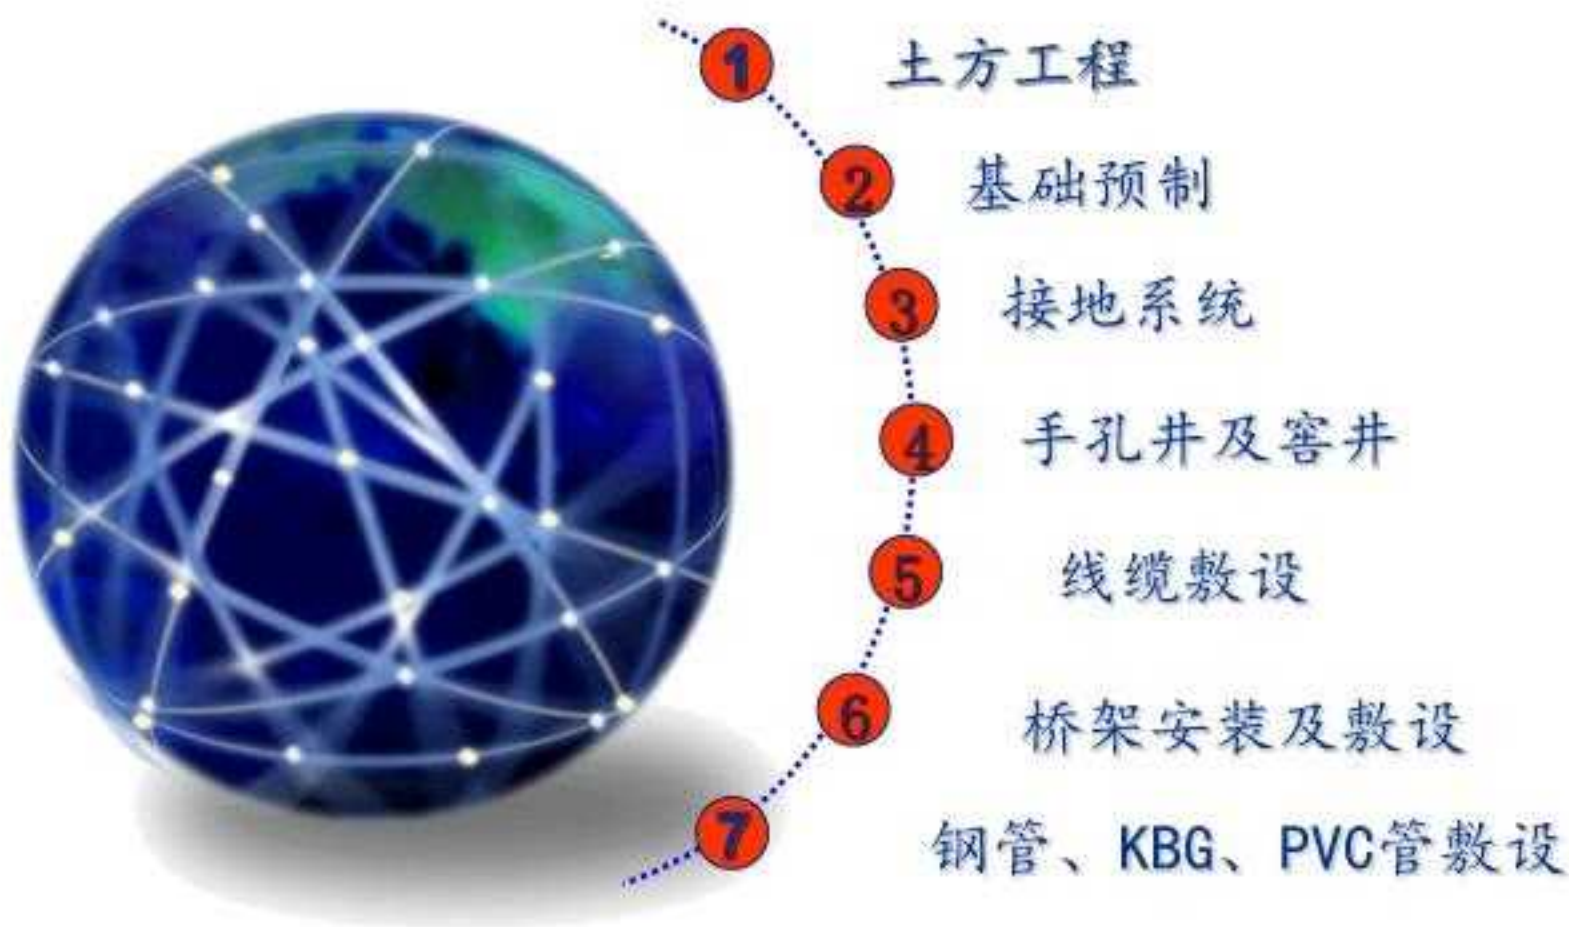 1 土方工程
2 基础预制
3 接地系统
4 手孔井及窖井
5 线缆敷设
6 桥架安装及敷设
7 钢管、KBG、PVC管敷设